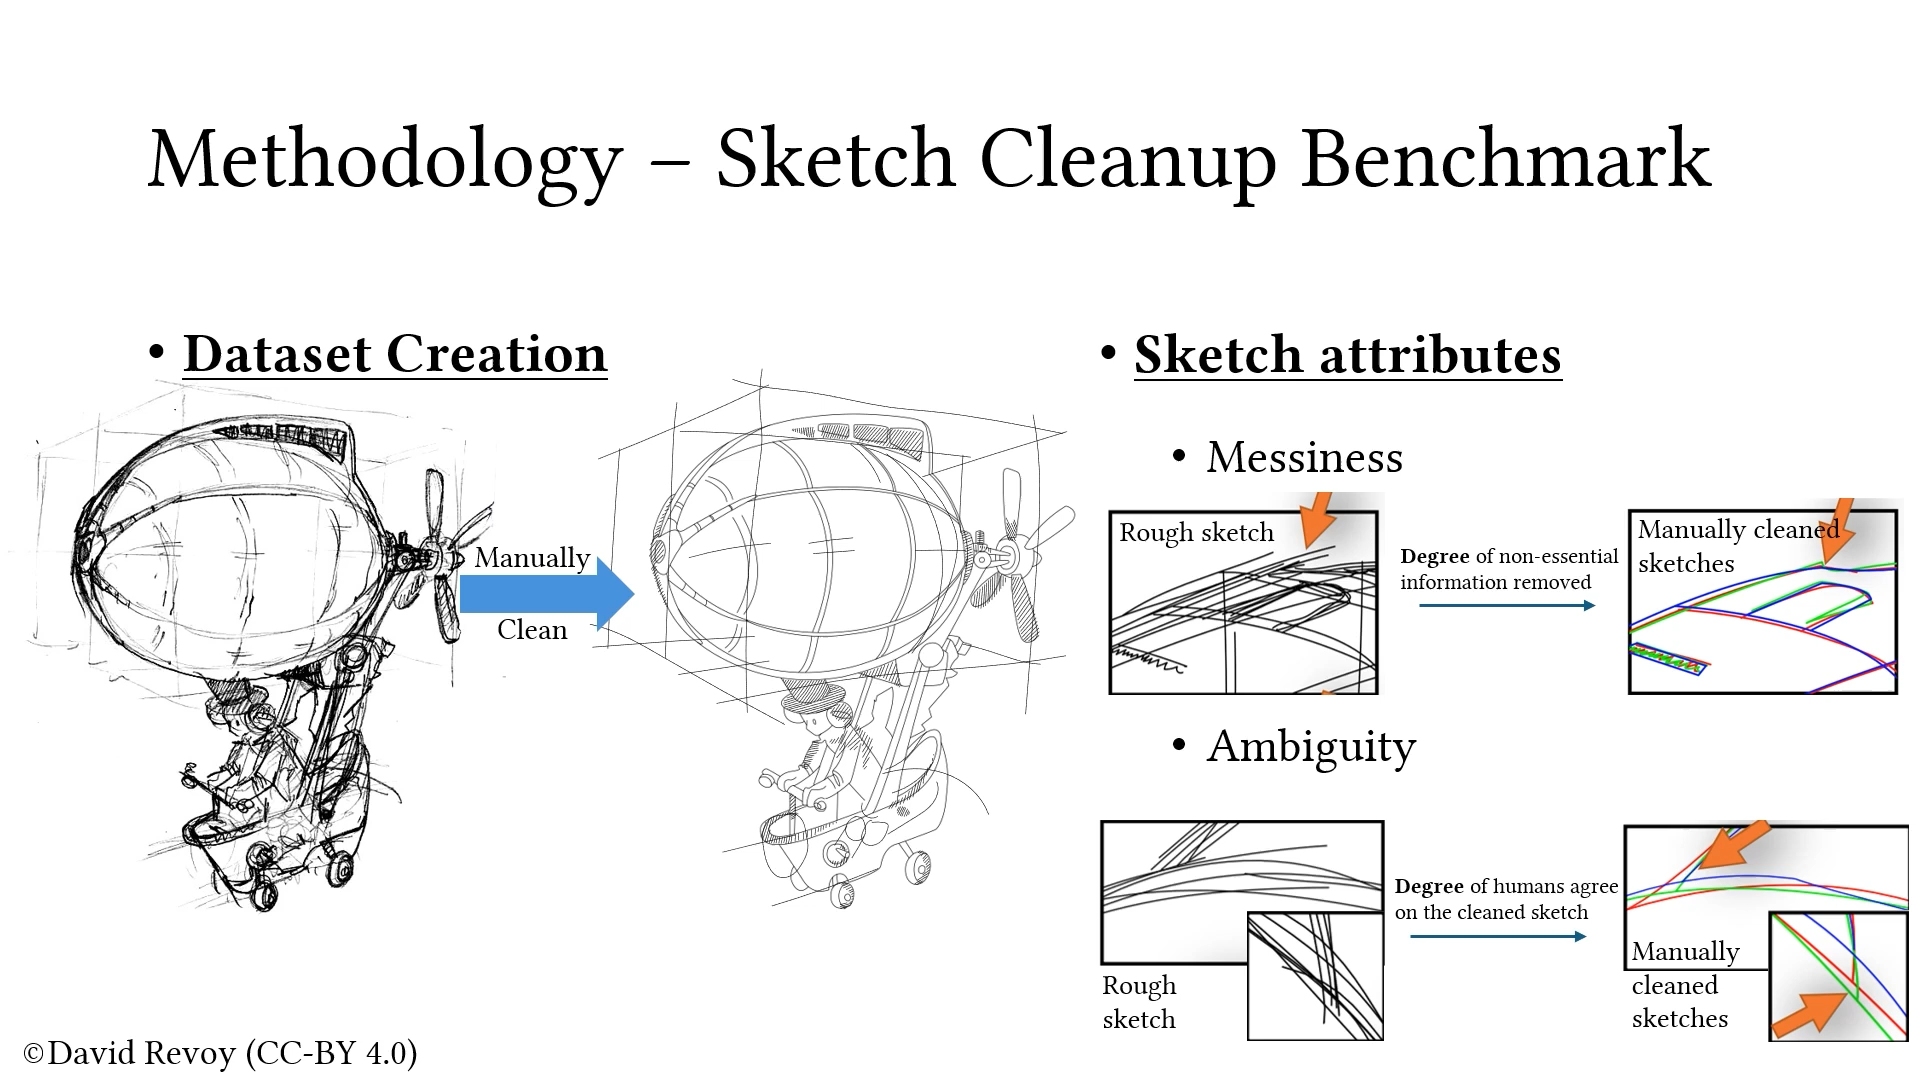 Methodology – Sketch Cleanup Benchmark
• Dataset Creation
Manually
Clean
©David Revoy (CC-BY 4.0)
• Sketch attributes
• Messiness
Rough sketch
Degree of non-essential
information removed
Manually cleaned
sketches
• Ambiguity
Rough
sketch
Degree of humans agree
on the cleaned sketch
Manually
cleaned
sketches